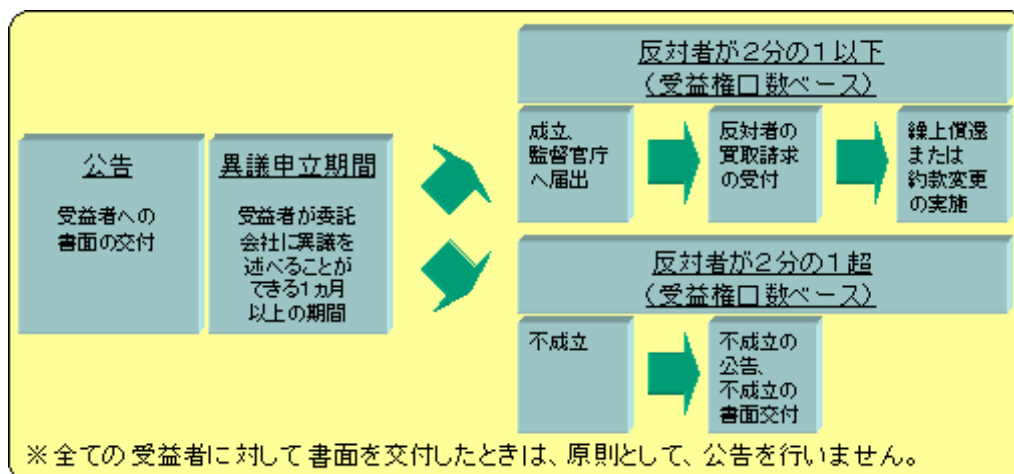 公告
受益者への
書面の交付
異議申立期間
受益者が委託
会社に異議を
述べることが
できる1ヵ月
以上の期間
反対者が2分の1以下
(受益権口数ベース)
成立、
監督官庁
へ届出
反対者の
買取請求
の受付
繰上償還
または
約款変更
の実施
反対者が2分の1超
(受益権口数ベース)
不成立
不成立の
公告、
不成立の
書面交付
※全ての受益者に対して書面を交付したときは、原則として、公告を行いません。